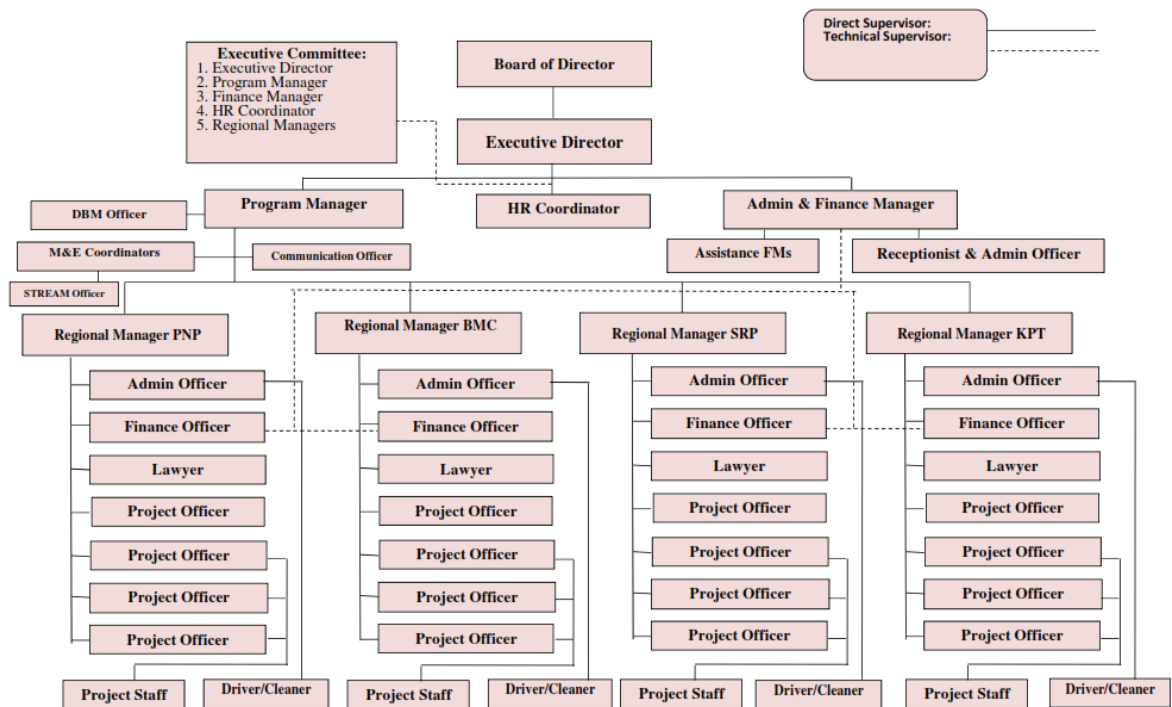 Direct Supervisor:
Technical Supervisor:
Executive Committee:
1. Executive Director
2. Program Manager
3. Finance Manager
4. HR Coordinator
5. Regional Managers
Board of Director
Executive Director
Program Manager
HR Coordinator
Admin & Finance Manager
DBM Officer
M&E Coordinators
Communication Officer
STREAM Officer
Assistance FMs
Receptionist & Admin Officer
Regional Manager PNP
Admin Officer
Finance Officer
Lawyer
Project Officer
Project Officer
Project Officer
Project Officer
Project Staff
Driver/Cleaner
Regional Manager BMC
Admin Officer
Finance Officer
Lawyer
Project Officer
Project Officer
Project Officer
Project Officer
Project Staff
Driver/Cleaner
Regional Manager SRP
Admin Officer
Finance Officer
Lawyer
Project Officer
Project Officer
Project Officer
Project Officer
Project Staff
Driver/Cleaner
Regional Manager KPT
Admin Officer
Finance Officer
Lawyer
Project Officer
Project Officer
Project Officer
Project Officer
Project Staff
Driver/Cleaner